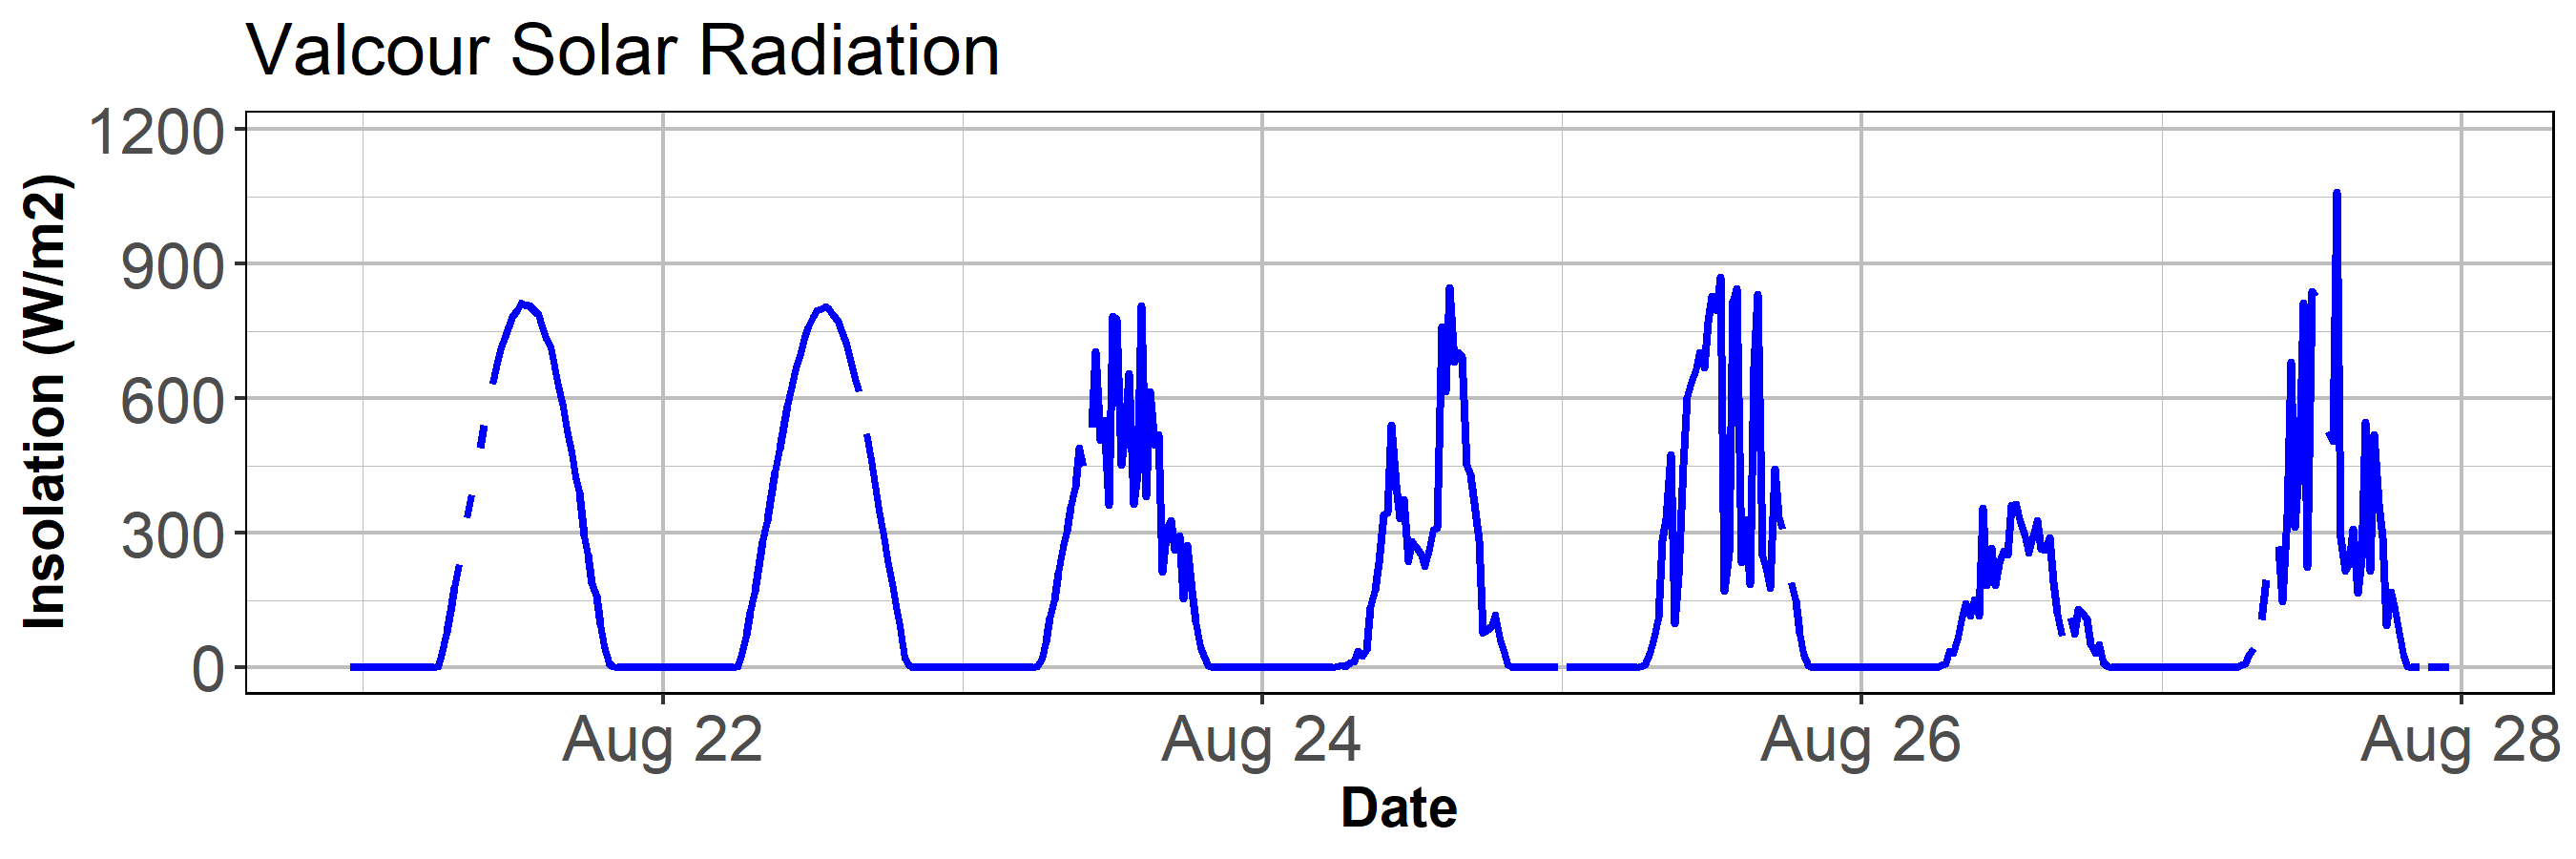 Valcour Solar Radiation
1200
900
600
300
0
Insolation (W/m2)
Aug 22 Aug 24 Aug 26 Aug 28
Date